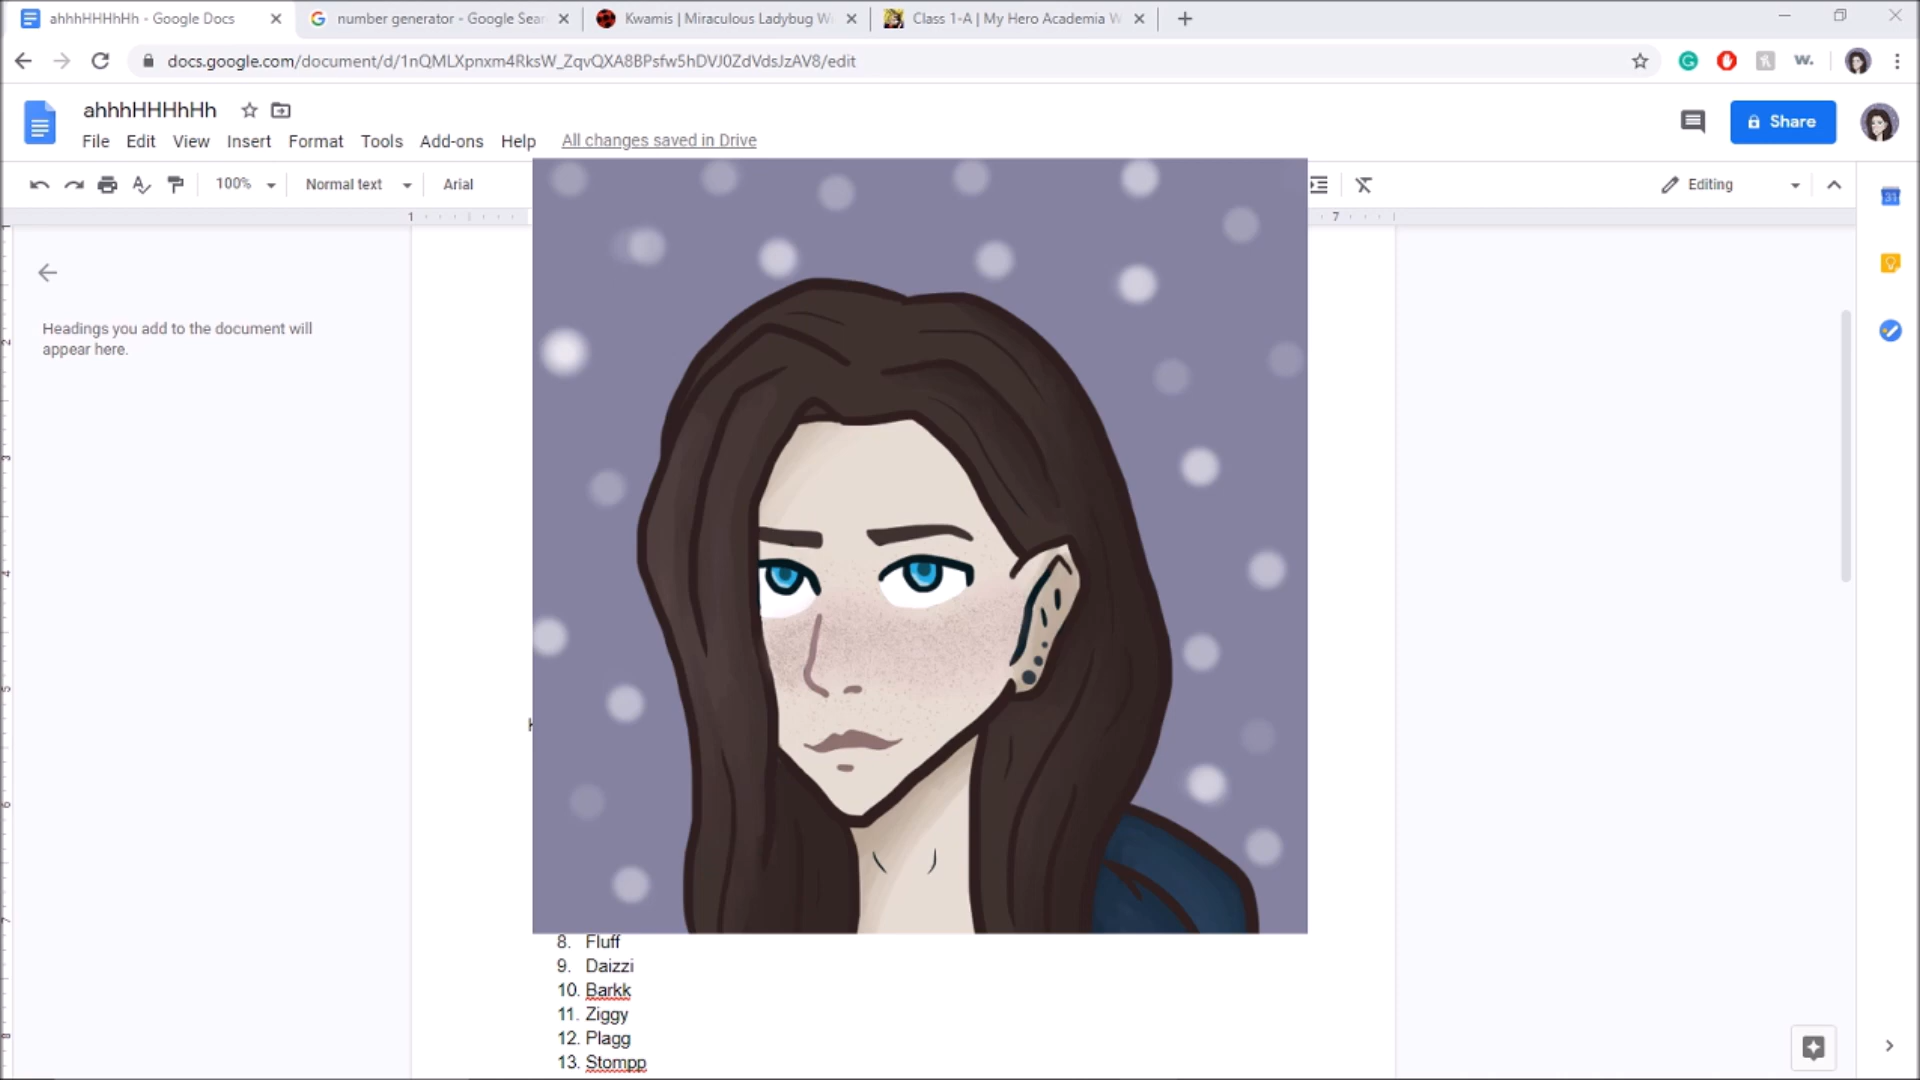 ahhhHHHhHh - Google Docs
number generator - Google Sear
Kwamis | Miraculous Ladybug W
Class 1-A | My Hero Academia W
docs.google.com/document/d/1nQMLXpnxm4RksW_ZqvQXA8BPsfw5hDVJ0ZdVdsJzAV8/edit
ahhhHHHhHh
Share
File Edit View Insert Format Tools Add-ons Help All changes saved in Drive
100% Normal text Arial
Editing
1 7
31
Headings you add to the document will
appear here.
8. Fluff
9. Daizzi
10. Barkk
11. Ziggy
12. Plagg
13. Stompp